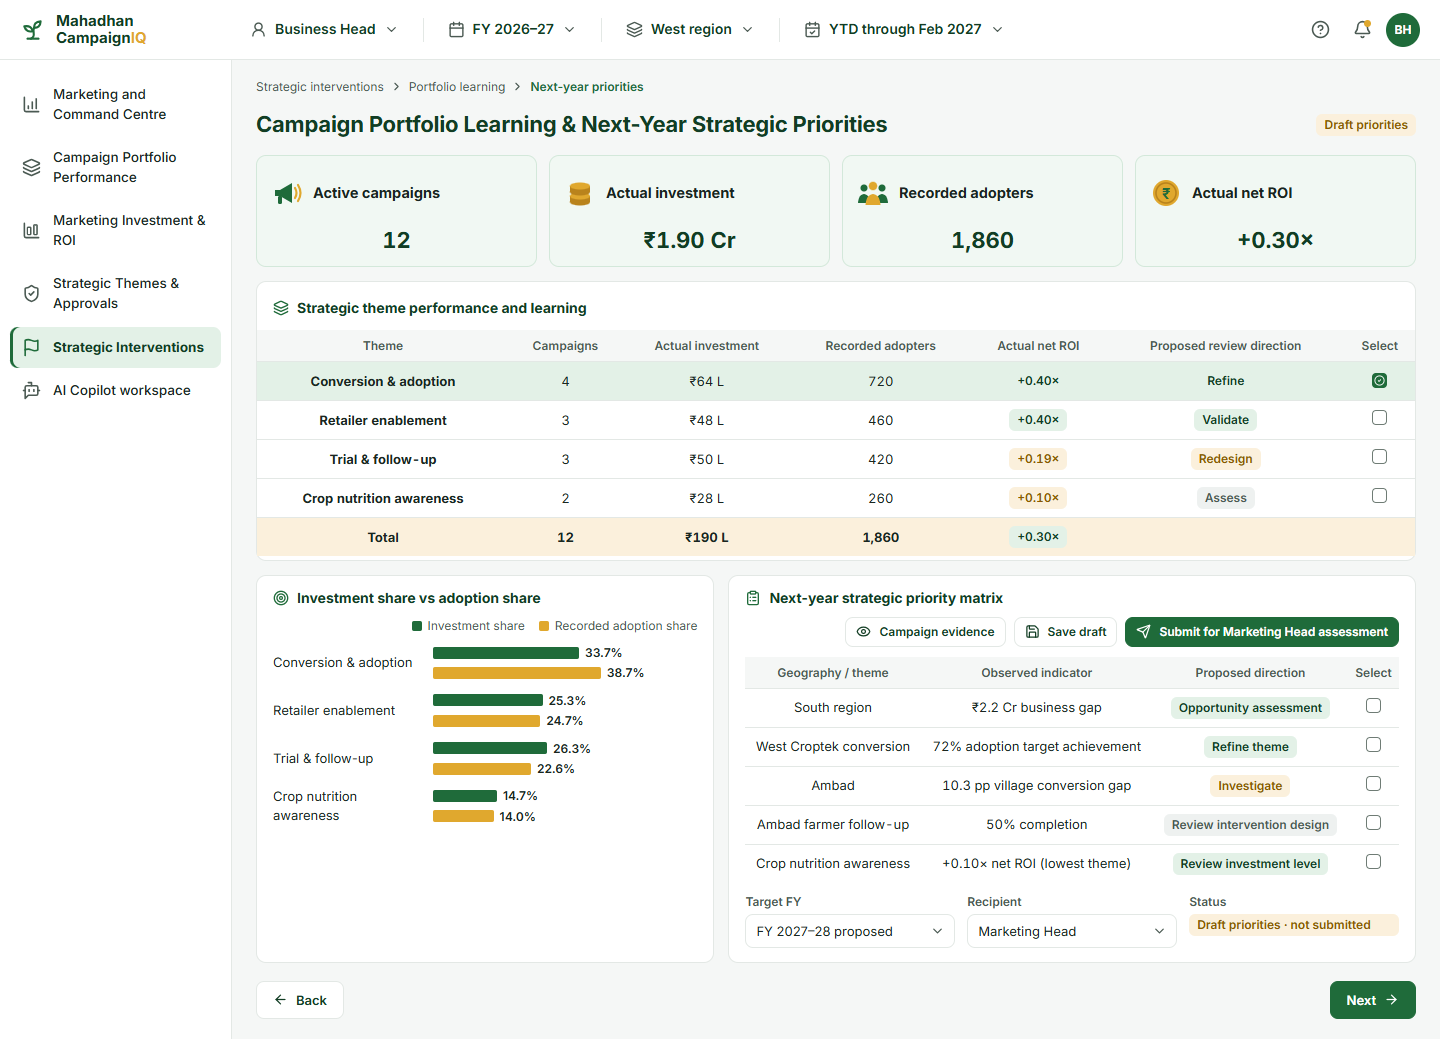 Mahadhan
CampaignIQ
Business Head
FY 2026–27
West region
YTD through Feb 2027
BH
Marketing and
Command Centre
Campaign Portfolio
Performance
Marketing Investment &
ROI
Strategic Themes &
Approvals
Strategic Interventions
AI Copilot workspace
Strategic interventions > Portfolio learning > Next-year priorities
Campaign Portfolio Learning & Next-Year Strategic Priorities
Draft priorities
Active campaigns
12
Actual investment
₹1.90 Cr
Recorded adopters
1,860
₹
Actual net ROI
+0.30×
Strategic theme performance and learning
Theme Campaigns Actual investment Recorded adopters Actual net ROI Proposed review direction Select
Conversion & adoption 4 ₹64 L 720 +0.40× Refine
Retailer enablement 3 ₹48 L 460 +0.40× Validate
Trial & follow-up 3 ₹50 L 420 +0.19× Redesign
Crop nutrition awareness 2 ₹28 L 260 +0.10× Assess
Total 12 ₹190 L 1,860 +0.30×
Investment share vs adoption share
Investment share Recorded adoption share
Conversion & adoption
33.7%
38.7%
Retailer enablement
25.3%
24.7%
Trial & follow-up
26.3%
22.6%
Crop nutrition
awareness
14.7%
14.0%
Next-year strategic priority matrix
Campaign evidence
Save draft
Submit for Marketing Head assessment
Geography / theme Observed indicator Proposed direction Select
South region ₹2.2 Cr business gap Opportunity assessment
West Croptek conversion 72% adoption target achievement Refine theme
Ambad 10.3 pp village conversion gap Investigate
Ambad farmer follow-up 50% completion Review intervention design
Crop nutrition awareness +0.10× net ROI (lowest theme) Review investment level
Target FY Recipient Status
FY 2027–28 proposed Marketing Head Draft priorities · not submitted
Back
Next